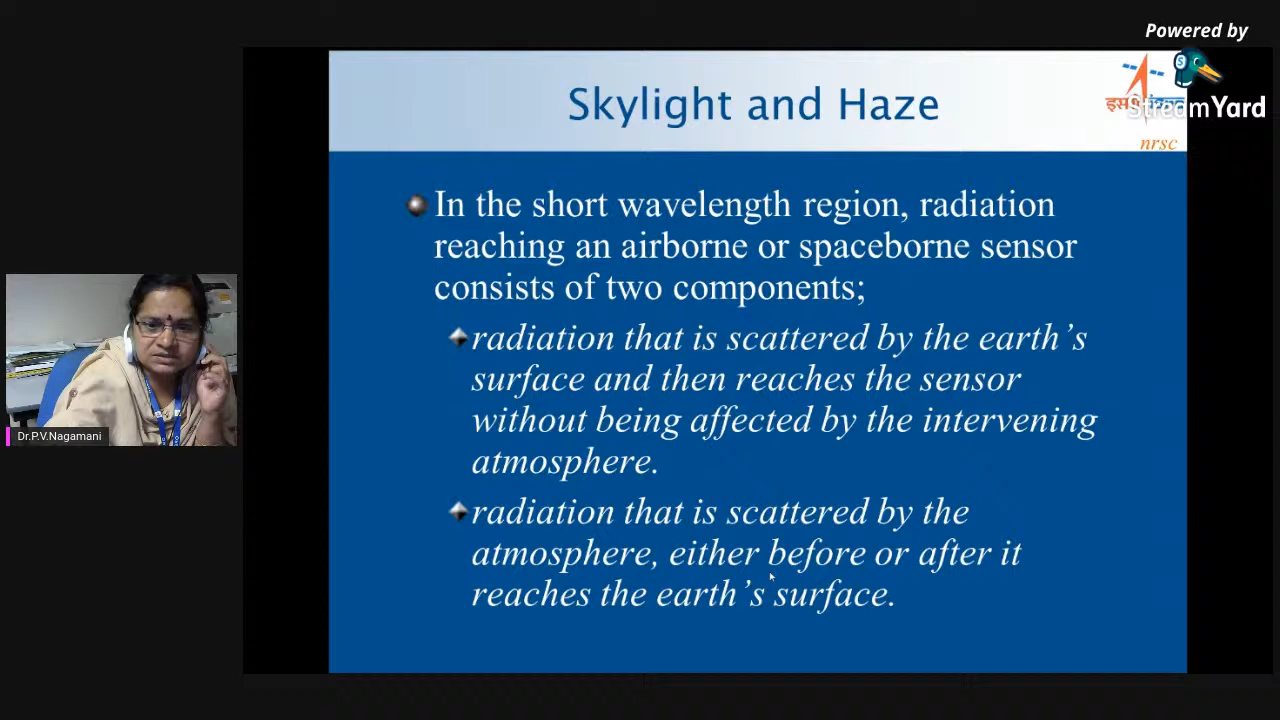 Powered by
StreamYard
Skylight and Haze
nrsc
In the short wavelength region, radiation
reaching an airborne or spaceborne sensor
consists of two components;
radiation that is scattered by the earth’s
surface and then reaches the sensor
without being affected by the intervening
atmosphere.
radiation that is scattered by the
atmosphere, either before or after it
reaches the earth’s surface.
Dr.P.V.Nagamani